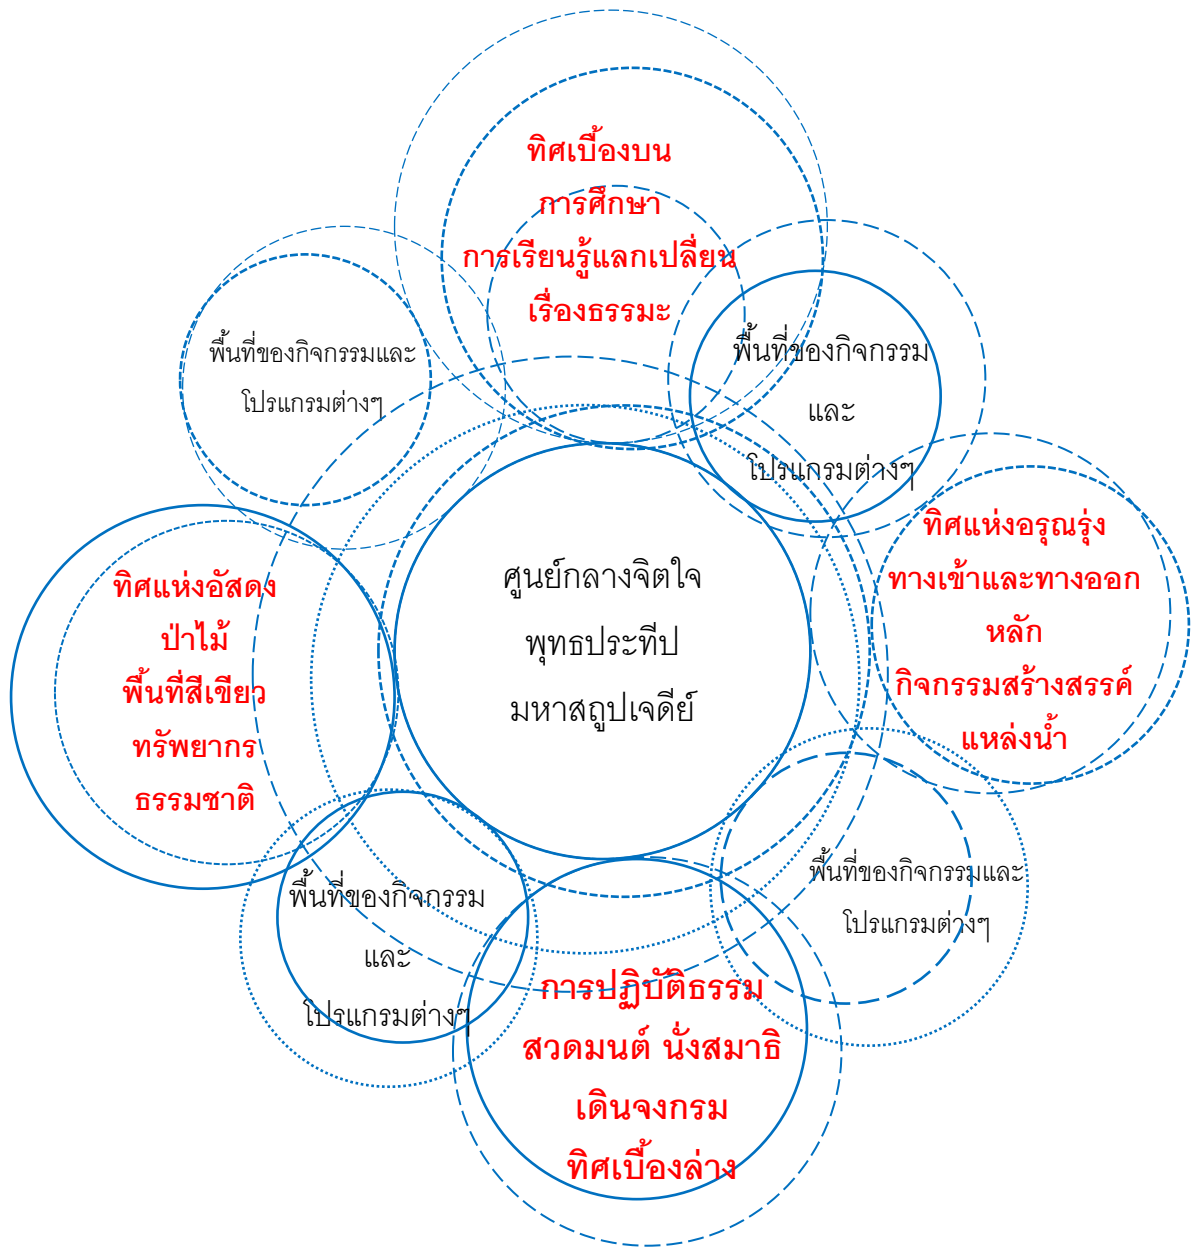 ทิศเบื้องบน
การศึกษา
การเรียนรู้แลกเปลี่ยน
เรื่องธรรมะ
พื้นที่ของกิจกรรมและ
โปรแกรมต่างๆ
พื้นที่ของกิจกรรม
และ
โปรแกรมต่างๆ
ทิศแห่งอัสดง
ป่าไม้
พื้นที่สีเขียว
ทรัพยากร
ธรรมชาติ
ศูนย์กลางจิตใจ
พุทธประทีป
มหาสถูปเจดีย์
ทิศแห่งอรุณรุ่ง
ทางเข้าและทางออก
หลัก
กิจกรรมสร้างสรรค์
แหล่งน้ำ
พื้นที่ของกิจกรรม
และ
โปรแกรมต่างๆ
พื้นที่ของกิจกรรมและ
โปรแกรมต่างๆ
การปฏิบัติธรรม
สวดมนต์ นั่งสมาธิ
เดินจงกรม
ทิศเบื้องล่าง